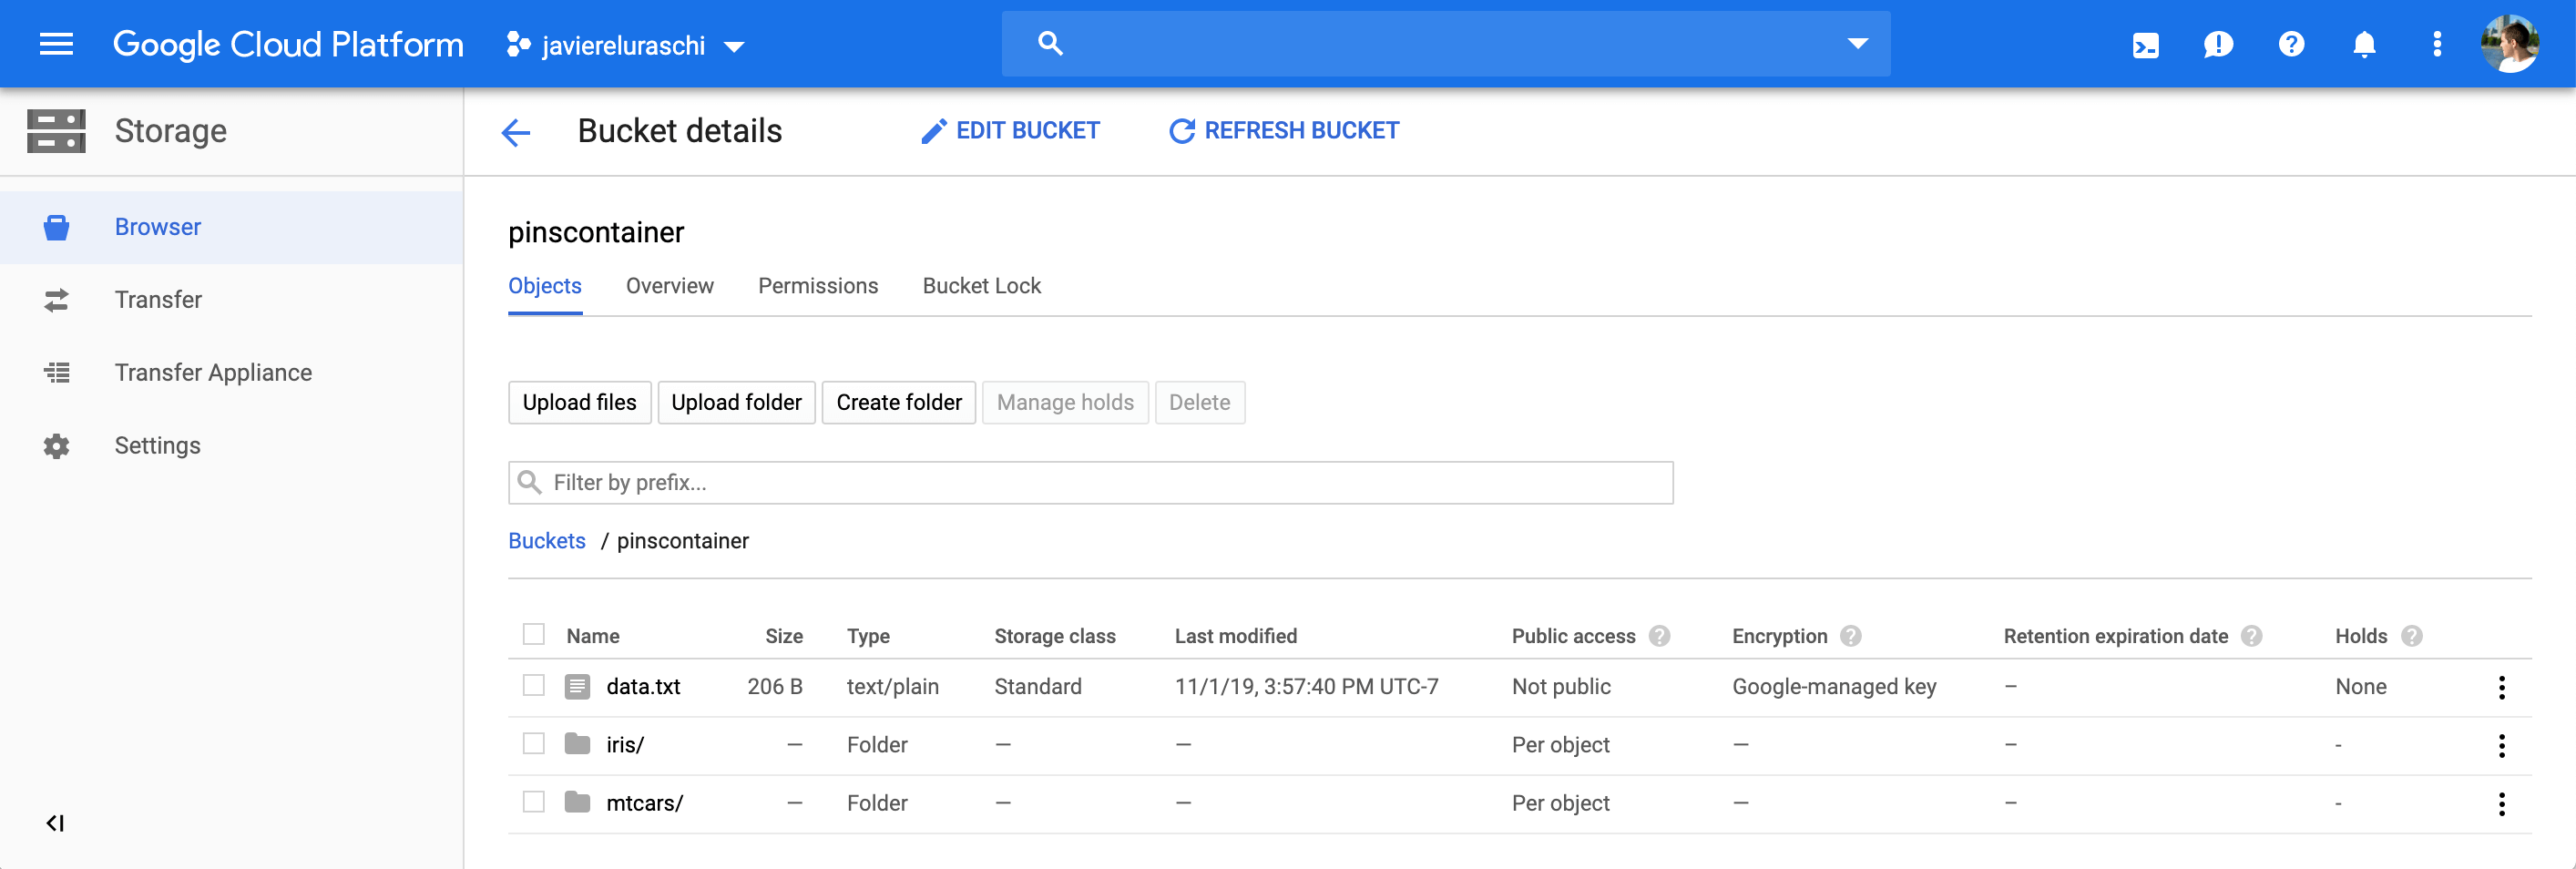 Google Cloud Platform javiereluraschi
Storage
Bucket details EDIT BUCKET REFRESH BUCKET
Browser
Transfer
Transfer Appliance
Settings
pinscontainer
Objects Overview Permissions Bucket Lock
Upload files Upload folder Create folder Manage holds Delete
Filter by prefix...
Buckets / pinscontainer
Name Size Type Storage class Last modified Public access Encryption Retention expiration date Holds
data.txt 206 B text/plain Standard 11/1/19, 3:57:40 PM UTC-7 Not public Google-managed key – None
iris/ — Folder — — Per object — – -
mtcars/ — Folder — — Per object — – -